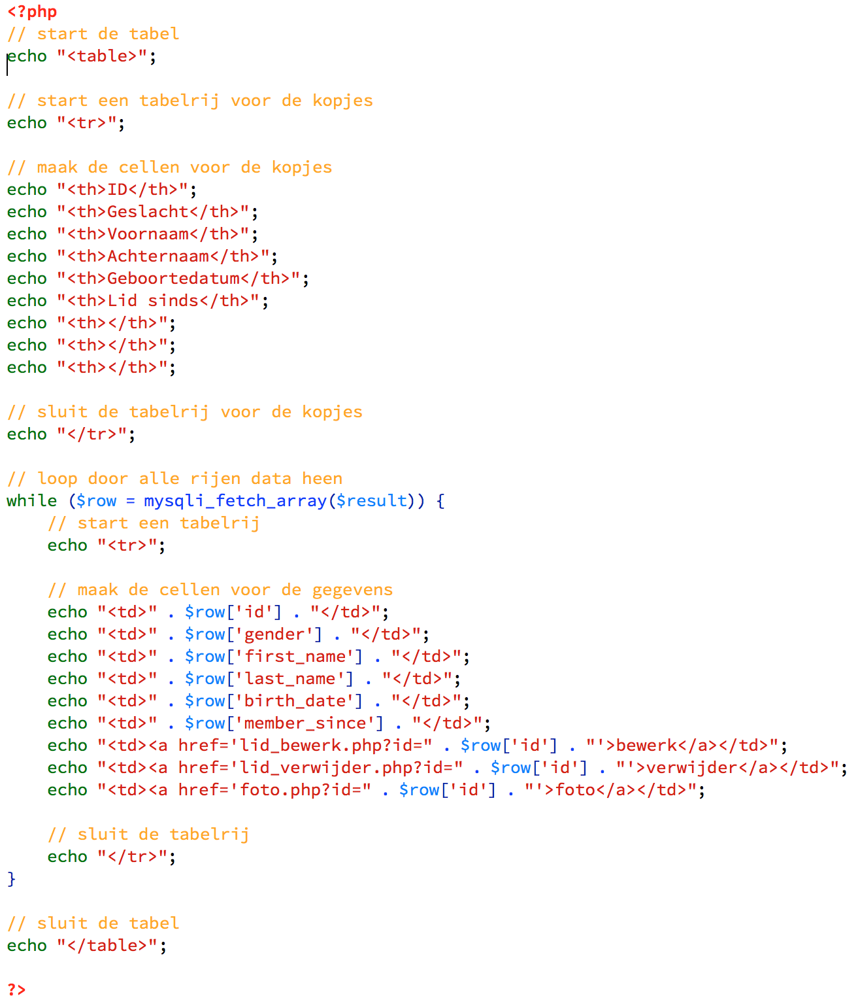 <?php
// start de tabel
echo "<table>";
// start een tabelrij voor de kopjes
echo "<tr>";
// maak de cellen voor de kopjes
echo "<th>ID</th>";
echo "<th>Geslacht</th>";
echo "<th>Voornaam</th>";
echo "<th>Achternaam</th>";
echo "<th>Geboortedatum</th>";
echo "<th>Lid sinds</th>";
echo "<th></th>";
echo "<th></th>";
echo "<th></th>";
// sluit de tabelrij voor de kopjes
echo "</tr>";
// loop door alle rijen data heen
while ($row = mysqli_fetch_array($result)) {
    // start een tabelrij
    echo "<tr>";
    // maak de cellen voor de gegevens
    echo "<td>" . $row['id'] . "</td>";
    echo "<td>" . $row['gender'] . "</td>";
    echo "<td>" . $row['first_name'] . "</td>";
    echo "<td>" . $row['last_name'] . "</td>";
    echo "<td>" . $row['birth_date'] . "</td>";
    echo "<td>" . $row['member_since'] . "</td>";
    echo "<td><a href='lid_bewerk.php?id=" . $row['id'] . "'>bewerk</a></td>";
    echo "<td><a href='lid_verwijder.php?id=" . $row['id'] . "'>verwijder</a></td>";
    echo "<td><a href='foto.php?id=" . $row['id'] . "'>foto</a></td>";
    // sluit de tabelrij
    echo "</tr>";
}
// sluit de tabel
echo "</table>";
?>